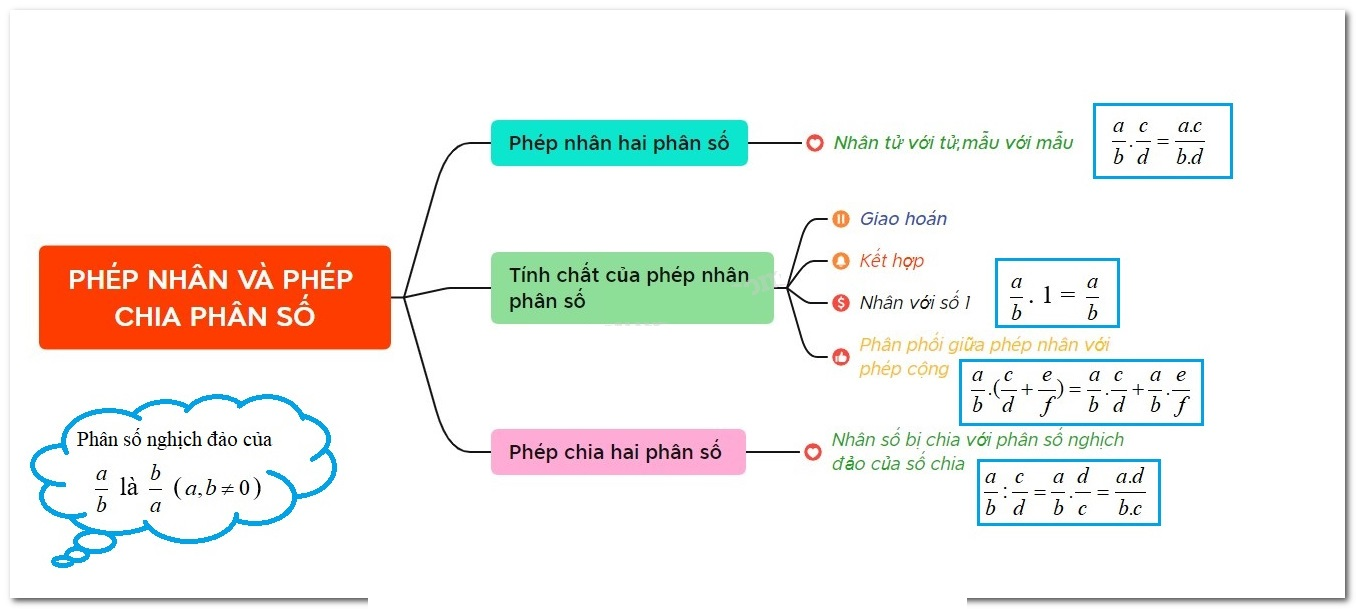 PHÉP NHÂN VÀ PHÉP
CHIA PHÂN SỐ
Phép nhân hai phân số
Nhân tử với tử,mẫu với mẫu
a/b . c/d = a.c/b.d
Tính chất của phép nhân
phân số
Giao hoán
Kết hợp
Nhân với số 1
a/b . 1 = a/b
Phân phối giữa phép nhân với
phép cộng
a/b.(c/d + e/f) = a/b . c/d + a/b . e/f
Phép chia hai phân số
Nhân số bị chia với phân số nghịch
đảo của số chia
a/b : c/d = a/b . d/c = a.d/b.c
Phân số nghịch đảo của
a/b là b/a (a,b ≠ 0)